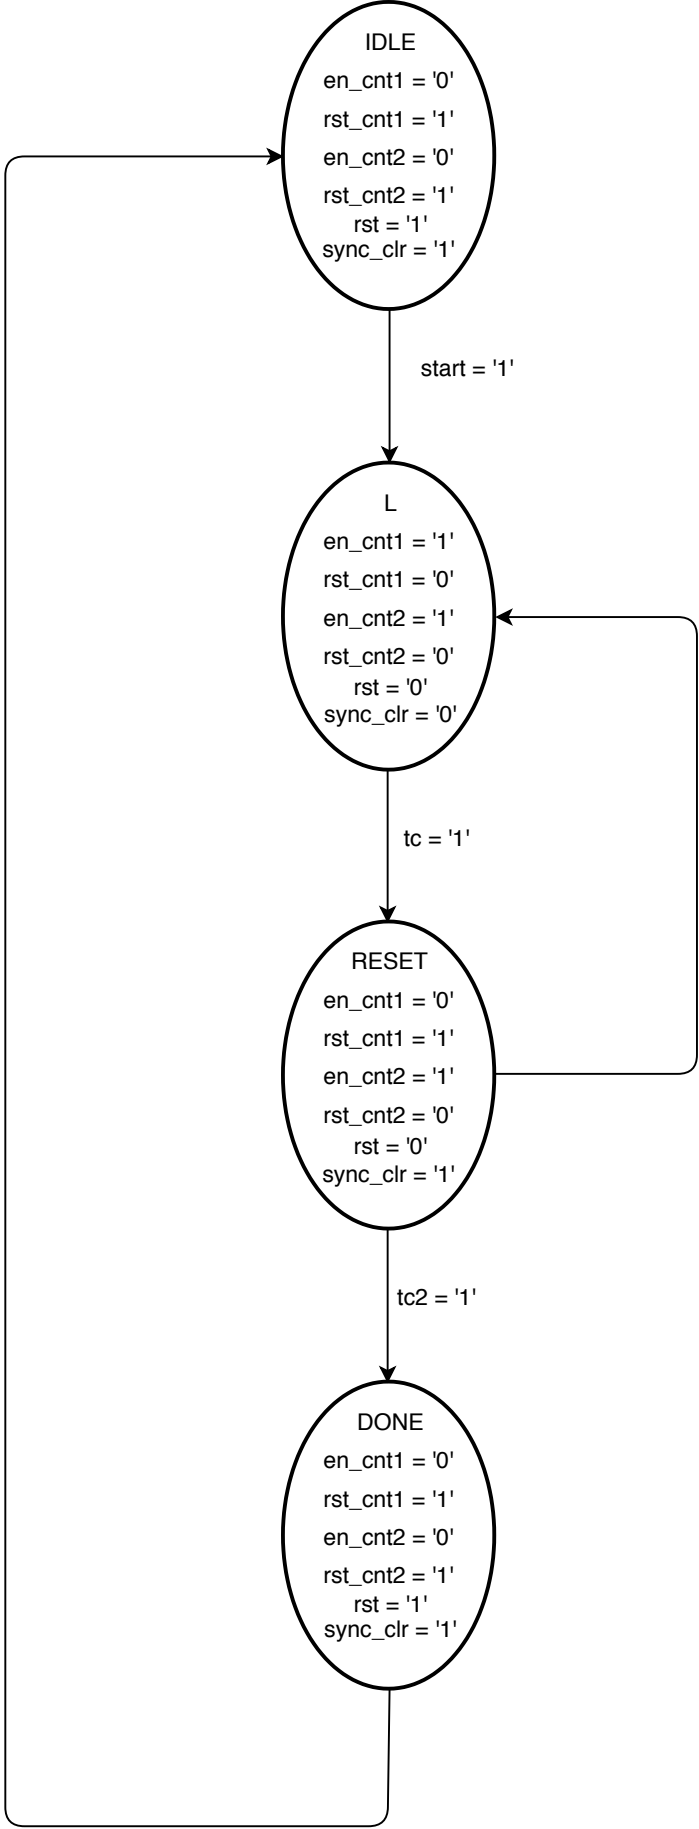 IDLE
en_cnt1 = '0'
rst_cnt1 = '1'
en_cnt2 = '0'
rst_cnt2 = '1'
rst = '1'
sync_clr = '1'
start = '1'
L
en_cnt1 = '1'
rst_cnt1 = '0'
en_cnt2 = '1'
rst_cnt2 = '0'
rst = '0'
sync_clr = '0'
tc = '1'
RESET
en_cnt1 = '0'
rst_cnt1 = '1'
en_cnt2 = '1'
rst_cnt2 = '0'
rst = '0'
sync_clr = '1'
tc2 = '1'
DONE
en_cnt1 = '0'
rst_cnt1 = '1'
en_cnt2 = '0'
rst_cnt2 = '1'
rst = '1'
sync_clr = '1'